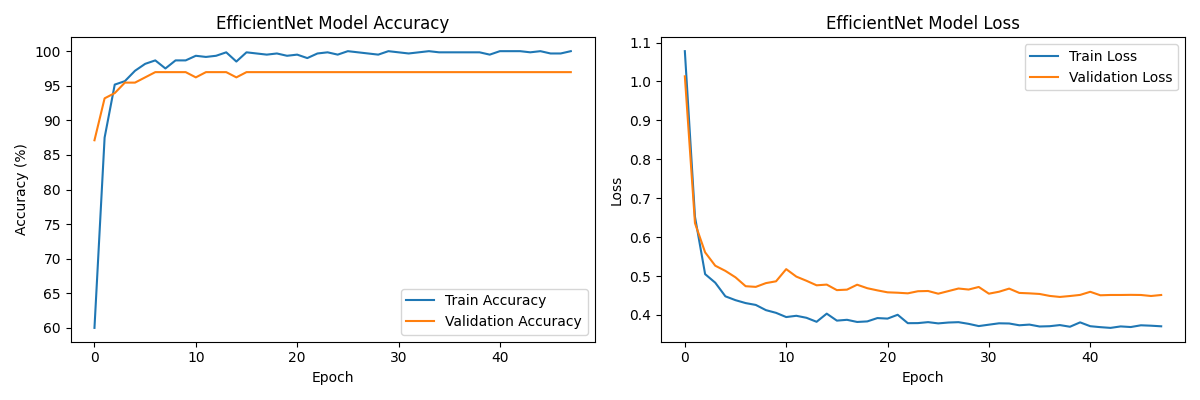 EfficientNet Model Accuracy
Accuracy (%)
100
95
90
85
80
75
70
65
60
0 10 20 30 40
Epoch
Train Accuracy
Validation Accuracy
EfficientNet Model Loss
Loss
1.1
1.0
0.9
0.8
0.7
0.6
0.5
0.4
0 10 20 30 40
Epoch
Train Loss
Validation Loss